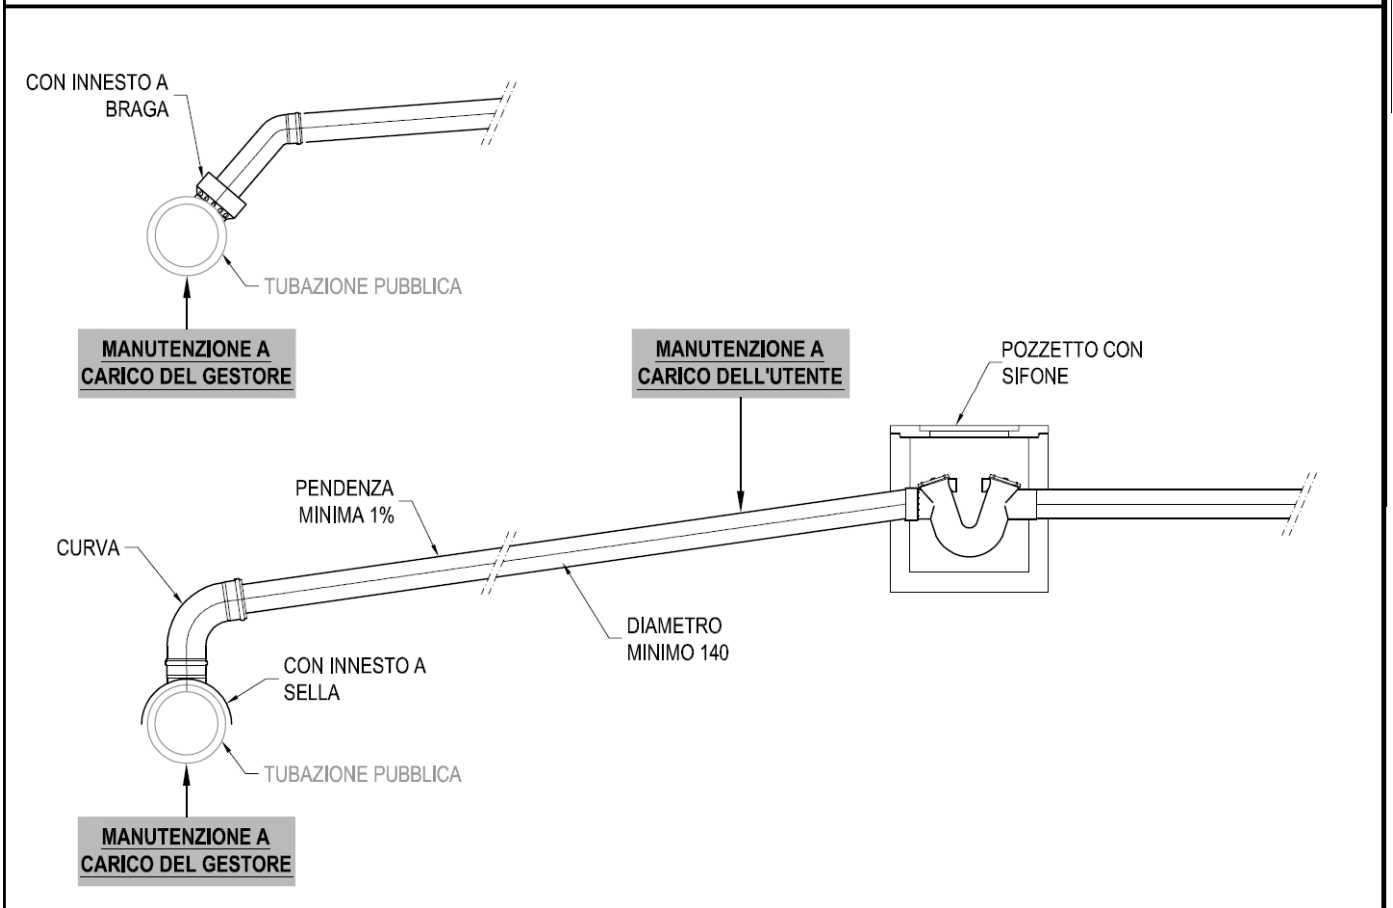 CON INNESTO A
BRAGA
TUBAZIONE PUBBLICA
MANUTENZIONE A
CARICO DEL GESTORE
MANUTENZIONE A
CARICO DELL'UTENTE
POZZETTO CON
SIFONE
PENDENZA
MINIMA 1%
CURVA
DIAMETRO
MINIMO 140
CON INNESTO A
SELLA
TUBAZIONE PUBBLICA
MANUTENZIONE A
CARICO DEL GESTORE